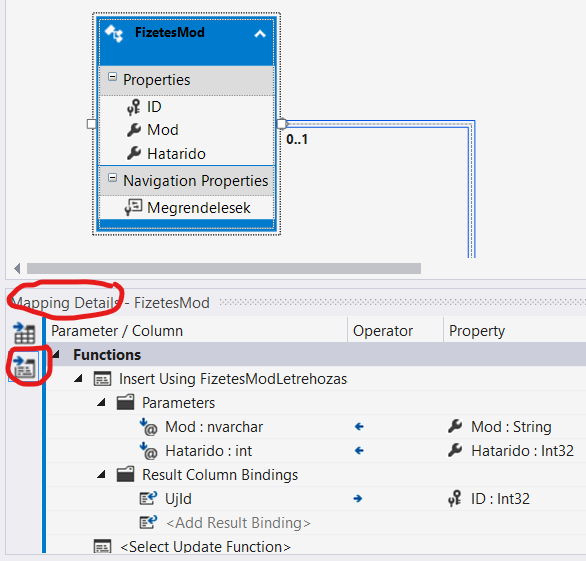 FizetesMod
Properties
ID
Mod
Hatarido
Navigation Properties
Megrendelesek
0..1
Mapping Details - FizetesMod
Parameter / Column Operator Property
Functions
Insert Using FizetesModLetrehozas
Parameters
Mod : nvarchar Mod : String
Hatarido : int Hatarido : Int32
Result Column Bindings
UjId ID : Int32
<Add Result Binding>
<Select Update Function>